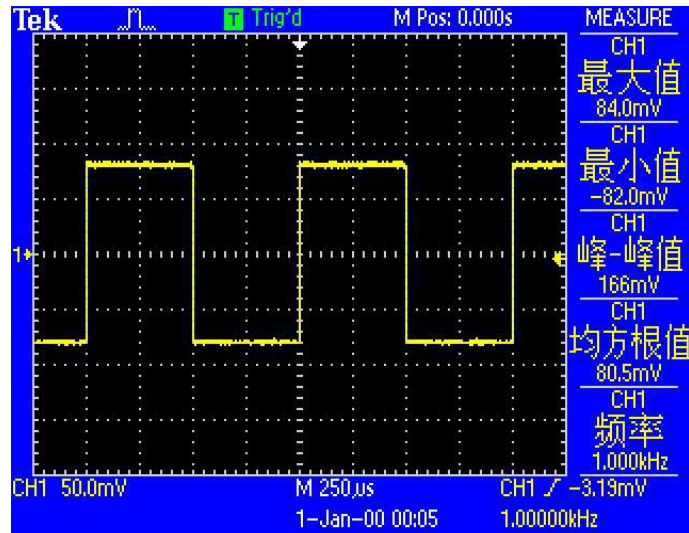 Tek T Trig'd M Pos: 0.000s MEASURE
CH1
最大值
84.0mV
CH1
最小值
-82.0mV
CH1
峰-峰值
166mV
CH1
均方根值
80.5mV
CH1
频率
1.000kHz
1
CH1 50.0mV M 250µs CH1 -3.19mV
1-Jan-00 00:05 1.00000kHz